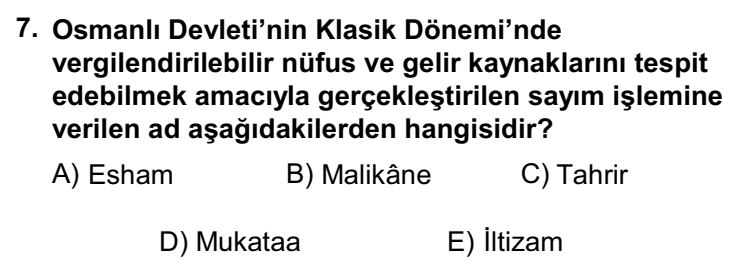 7. Osmanlı Devleti’nin Klasik Dönemi’nde
vergilendirilebilir nüfus ve gelir kaynaklarını tespit
edebilmek amacıyla gerçekleştirilen sayım işlemine
verilen ad aşağıdakilerden hangisidir?
A) Esham B) Malikâne C) Tahrir
D) Mukataa E) İltizam